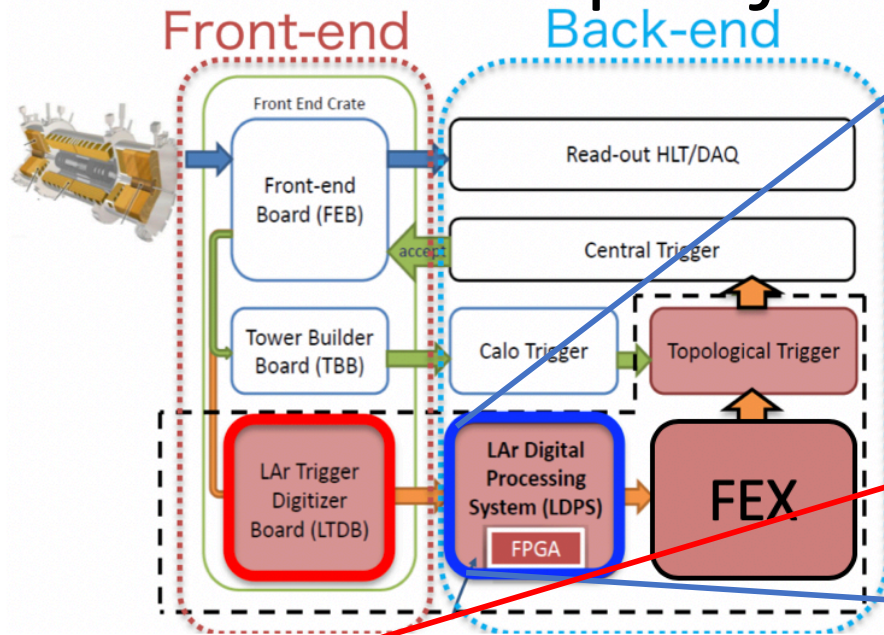 Front-end
Back-end
Front End Crate
Front-end
Board (FEB)
Read-out HLT/DAQ
accept
Central Trigger
Tower Builder
Board (TBB)
Calo Trigger
Topological Trigger
LAr Trigger
Digitizer
Board (LTDB)
LAr Digital
Processing
System (LDPS)
FPGA
FEX